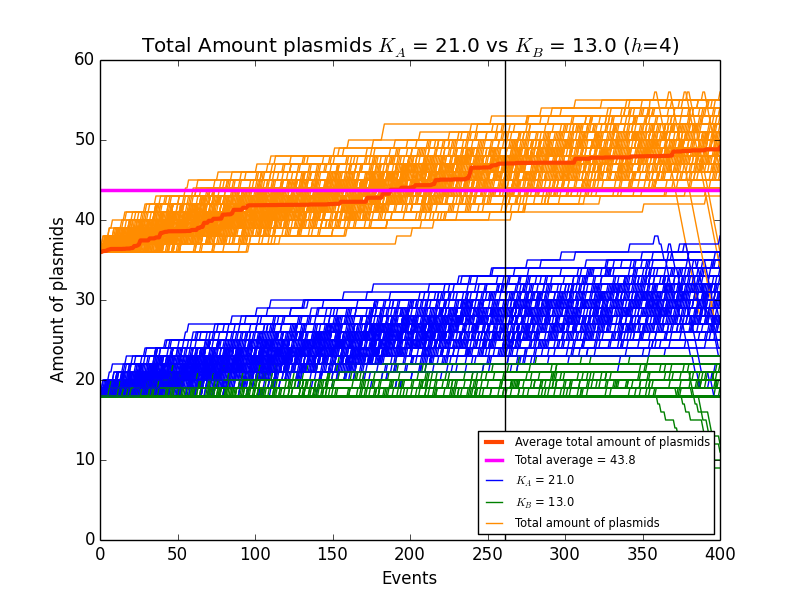 Total Amount plasmids K_A = 21.0 vs K_B = 13.0 (h=4)
60
50
40
30
20
10
0
Amount of plasmids
Average total amount of plasmids
Total average = 43.8
K_A = 21.0
K_B = 13.0
Total amount of plasmids
0 50 100 150 200 250 300 350 400
Events